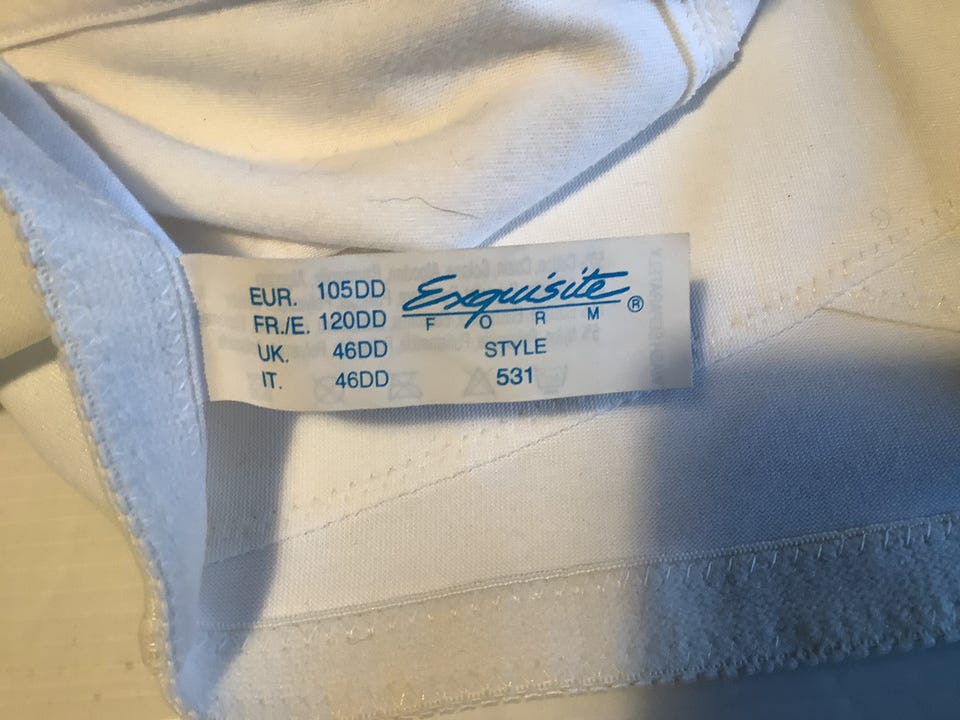 EUR. 105DD
FR./E. 120DD
UK. 46DD
IT. 46DD
Exquisite®
FORM
STYLE
531